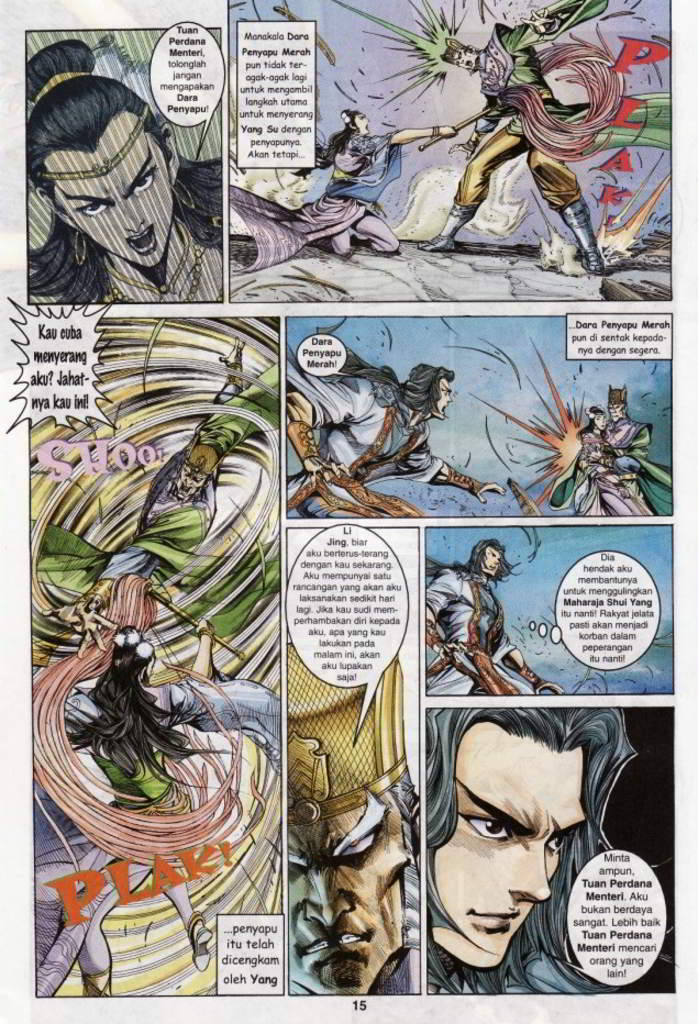 Tuan
Perdana
Menteri,
tolonglah
jangan
mengapakan
Dara
Penyapu!
Manakala Dara
Penyapu Merah
pun tidak ter-
agak-agak lagi
untuk mengambil
langkah utama
untuk menyerang
Yang Su dengan
penyapunya.
Akan tetapi...
PLAK!
Kau cuba
menyerang
aku? Jahat-
nya kau ini!
SHOO!
PLAK!
...penyapu
itu telah
dicengkam
oleh Yang
Dara
Penyapu
Merah!
...Dara Penyapu Merah
pun di sentak kepada-
nya dengan segera.
Li
Jing, biar
aku berterus-terang
dengan kau sekarang.
Aku mempunyai satu
rancangan yang akan aku
laksanakan sedikit hari
lagi. Jika kau sudi mem-
perhambakan diri kepada
aku, apa yang kau
lakukan pada
malam ini, akan
aku lupakan
saja!
Dia
hendak aku
membantunya
untuk menggulingkan
Maharaja Shui Yang
itu nanti! Rakyat jelata
pasti akan menjadi
korban dalam
peperangan
itu nanti!
Minta
ampun,
Tuan Perdana
Menteri. Aku
bukan berdaya
sangat. Lebih baik
Tuan Perdana
Menteri mencari
orang yang
lain!
15